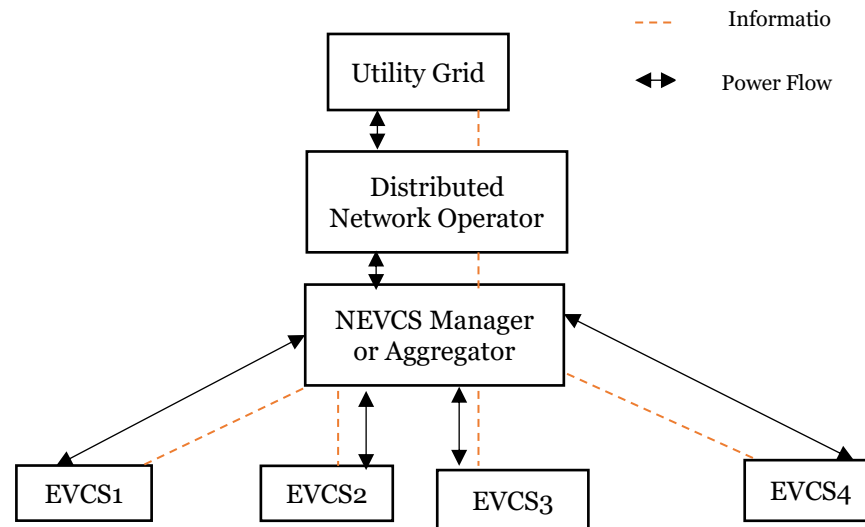 Informatio
Utility Grid
Power Flow
Distributed
Network Operator
NEVCS Manager
or Aggregator
EVCS1
EVCS2
EVCS3
EVCS4